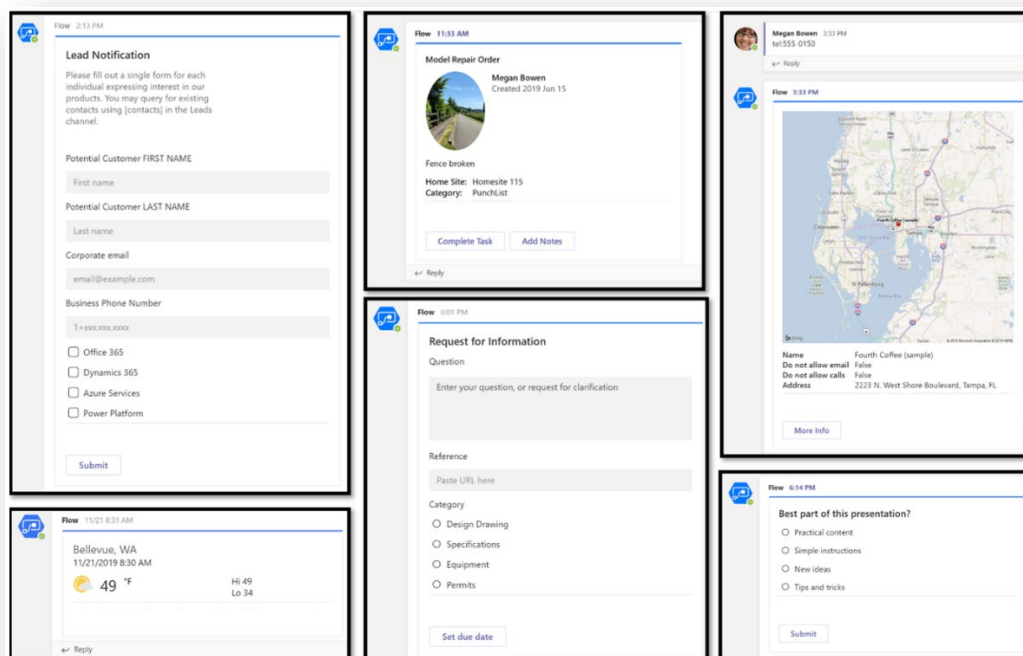 Flow 2:13 PM
Lead Notification
Please fill out a single form for each
individual expressing interest in our
products. You may query for existing
contacts using [contacts] in the Leads
channel.
Potential Customer FIRST NAME
First name
Potential Customer LAST NAME
Last name
Corporate email
email@example.com
Business Phone Number
1+xxx.xxx.xxxx
Office 365
Dynamics 365
Azure Services
Power Platform
Submit
Flow 11/21 8:31 AM
Bellevue, WA
11/21/2019 8:30 AM
49 °F
Hi 49
Lo 34
Reply
Flow 11:33 AM
Model Repair Order
Megan Bowen
Created 2019 Jun 15
Fence broken
Home Site: Homesite 115
Category: PunchList
Complete Task Add Notes
Reply
Flow 6:01 PM
Request for Information
Question
Enter your question, or request for clarification
Reference
Paste URL here
Category
Design Drawing
Specifications
Equipment
Permits
Set due date
Megan Bowen 3:33 PM
tel:555-0150
Reply
Flow 3:33 PM
Fourth Coffee (sample)
Clearwater
Tampa
Brandon
St Petersburg
Name Fourth Coffee (sample)
Do not allow email False
Do not allow calls False
Address 2223 N. West Shore Boulevard, Tampa, FL
More Info
Flow 6:14 PM
Best part of this presentation?
Practical content
Simple instructions
New ideas
Tips and tricks
Submit